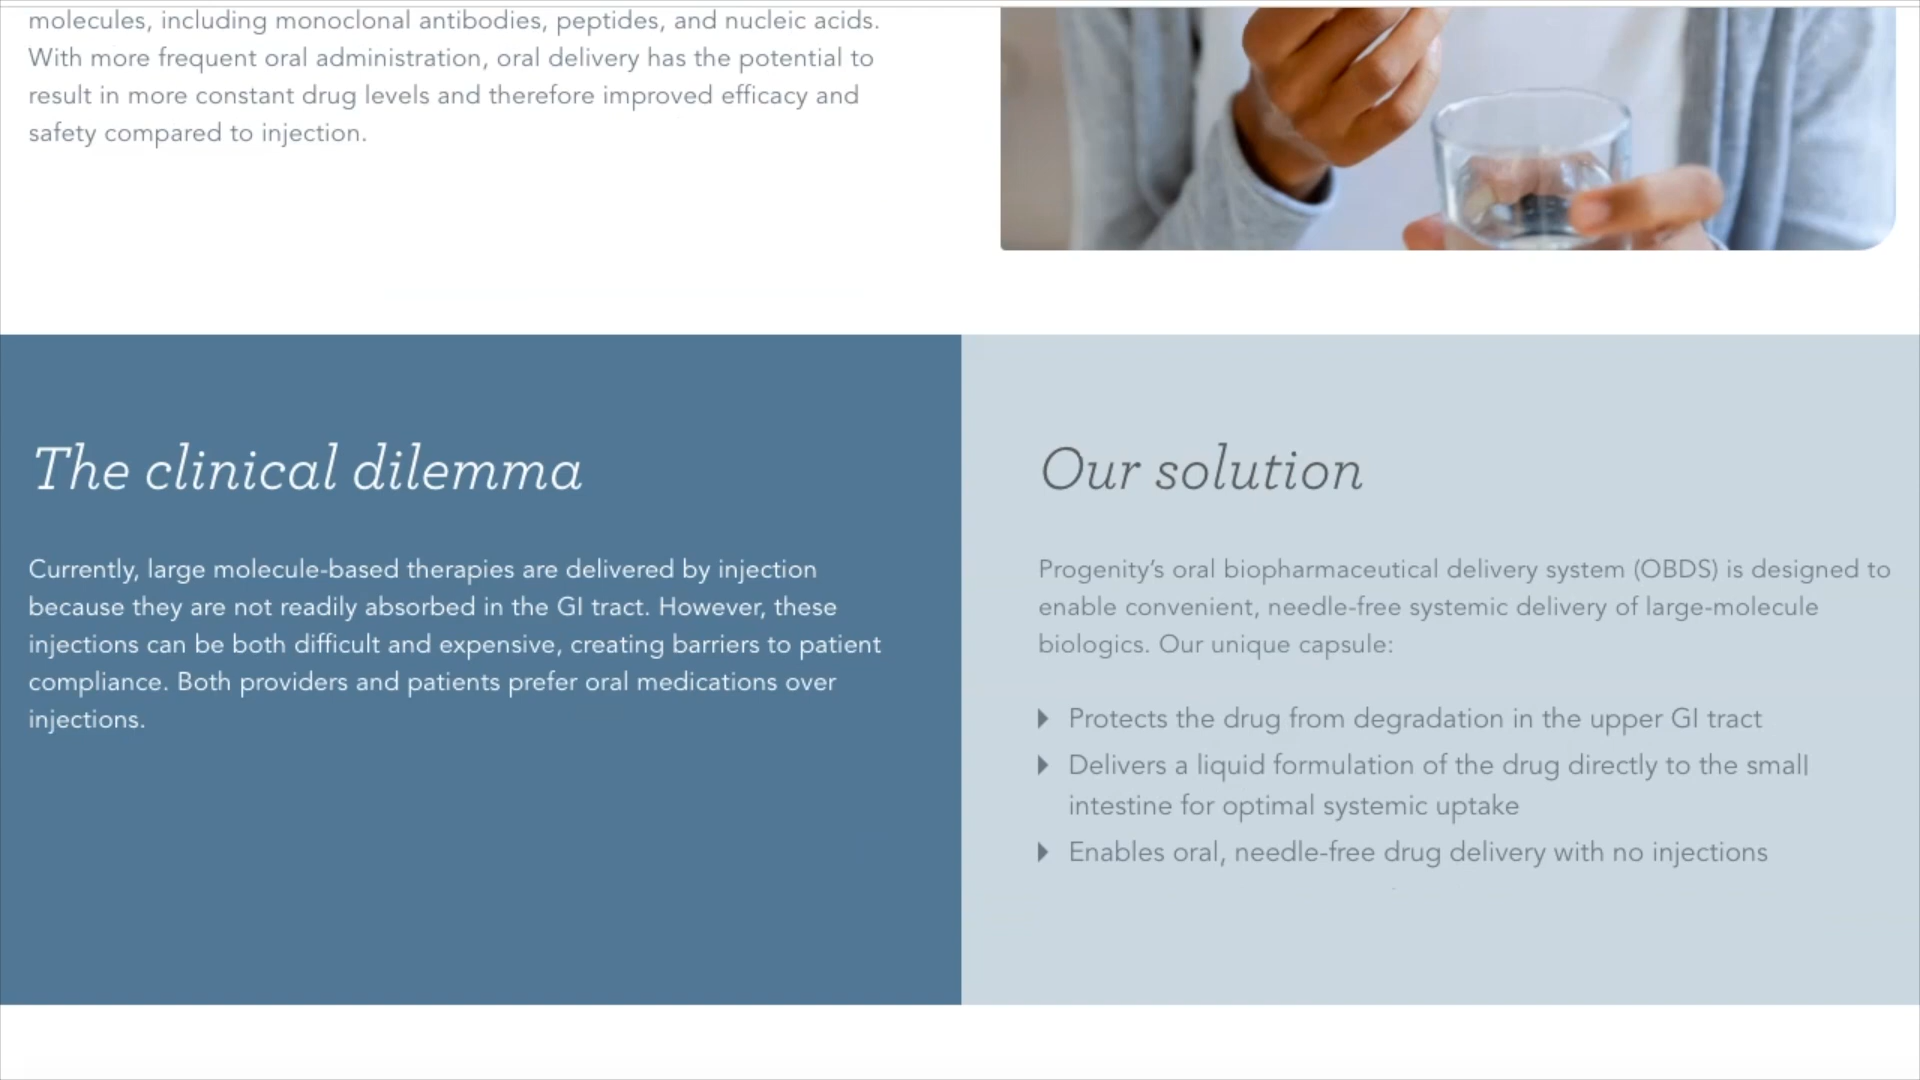 molecules, including monoclonal antibodies, peptides, and nucleic acids.
With more frequent oral administration, oral delivery has the potential to
result in more constant drug levels and therefore improved efficacy and
safety compared to injection.
The clinical dilemma
Currently, large molecule-based therapies are delivered by injection
because they are not readily absorbed in the GI tract. However, these
injections can be both difficult and expensive, creating barriers to patient
compliance. Both providers and patients prefer oral medications over
injections.
Our solution
Progenity’s oral biopharmaceutical delivery system (OBDS) is designed to
enable convenient, needle-free systemic delivery of large-molecule
biologics. Our unique capsule:
Protects the drug from degradation in the upper GI tract
Delivers a liquid formulation of the drug directly to the small
intestine for optimal systemic uptake
Enables oral, needle-free drug delivery with no injections